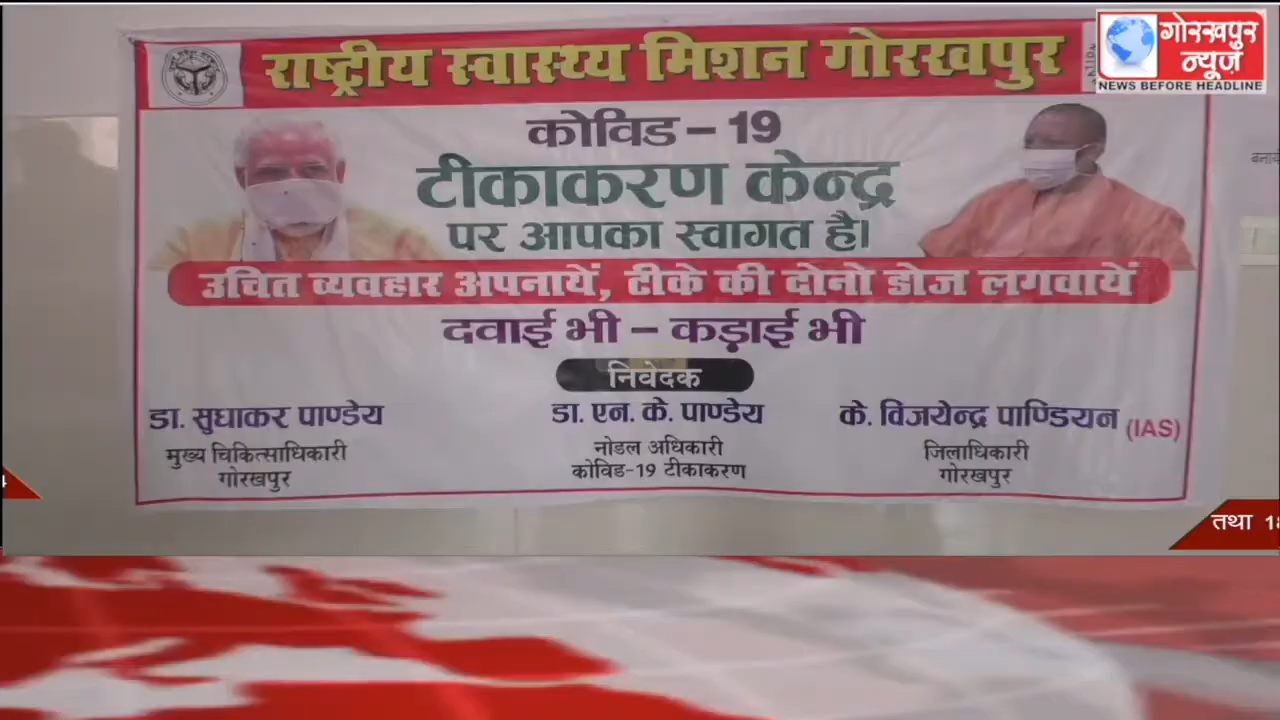 राष्ट्रीय स्वास्थ्य मिशन गोरखपुर
गोरखपुर
न्यूज़
NEWS BEFORE HEADLINE
कोविड – 19
टीकाकरण केन्द्र
पर आपका स्वागत है।
उचित व्यवहार अपनायें, टीके की दोनो डोज लगवायें
दवाई भी – कड़ाई भी
निवेदक
डा. सुधाकर पाण्डेय
मुख्य चिकित्साधिकारी
गोरखपुर
डा. एन. के. पाण्डेय
नोडल अधिकारी
कोविड-19 टीकाकरण
के. विजयेन्द्र पाण्डियन (IAS)
जिलाधिकारी
गोरखपुर
तथा